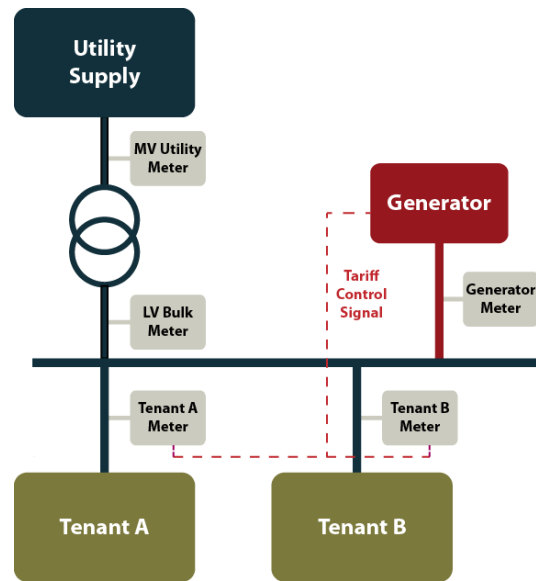 Utility
Supply
MV Utility
Meter
Generator
Tariff
Control
Signal
Generator
Meter
LV Bulk
Meter
Tenant A
Meter
Tenant B
Meter
Tenant A
Tenant B